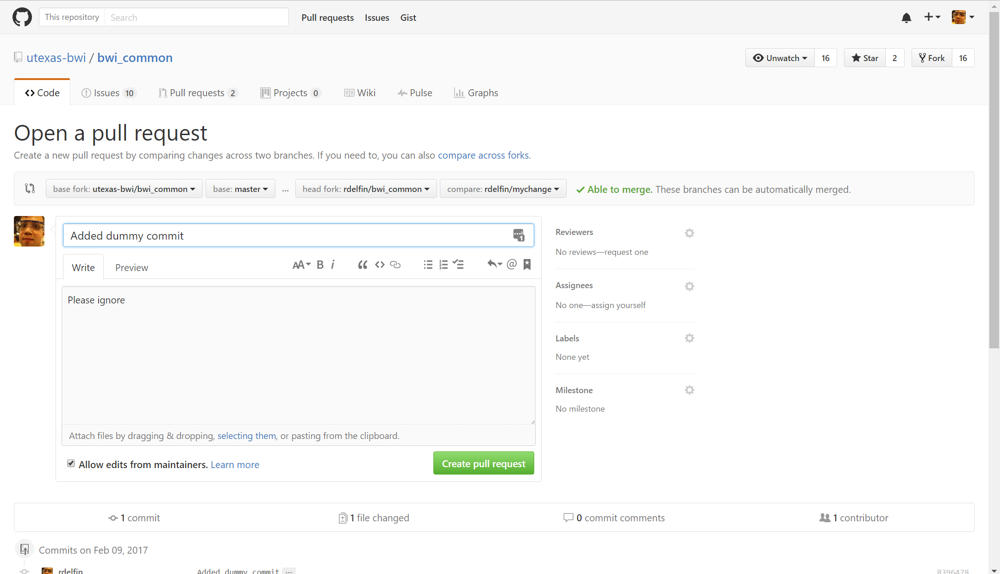 This repository Search Pull requests Issues Gist
utexas-bwi / bwi_common Unwatch 16 Star 2 Fork 16
Code Issues 10 Pull requests 2 Projects 0 Wiki Pulse Graphs
Open a pull request
Create a new pull request by comparing changes across two branches. If you need to, you can also compare across forks.
base fork: utexas-bwi/bwi_common base: master ... head fork: rdelfin/bwi_common compare: rdelfin/mychange Able to merge. These branches can be automatically merged.
Added dummy commit 1
Write Preview AA B i
Please ignore
Attach files by dragging & dropping, selecting them, or pasting from the clipboard.
Allow edits from maintainers. Learn more Create pull request
Reviewers
No reviews—request one
Assignees
No one—assign yourself
Labels
None yet
Milestone
No milestone
1 commit 1 file changed 0 commit comments 1 contributor
Commits on Feb 09, 2017
rdelfin Added dummy commit ... 8396478